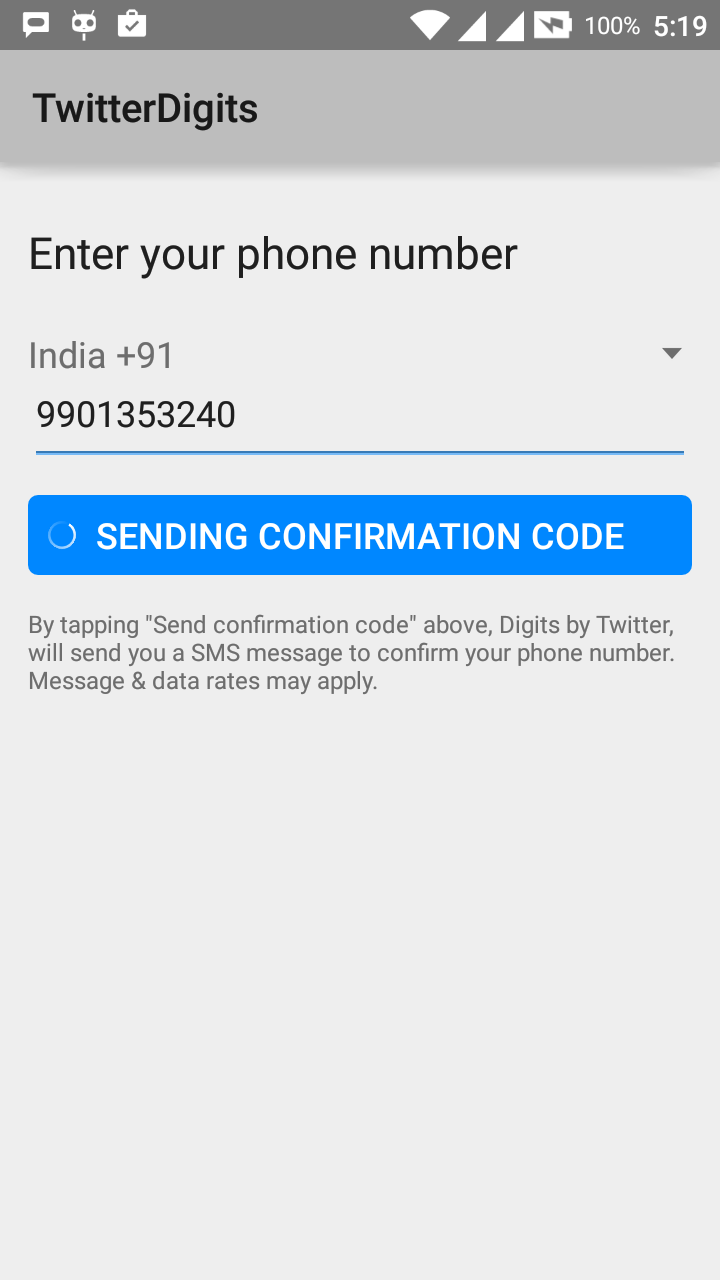 100% 5:19
TwitterDigits
Enter your phone number
India +91
9901353240
SENDING CONFIRMATION CODE
By tapping "Send confirmation code" above, Digits by Twitter,
will send you a SMS message to confirm your phone number.
Message & data rates may apply.